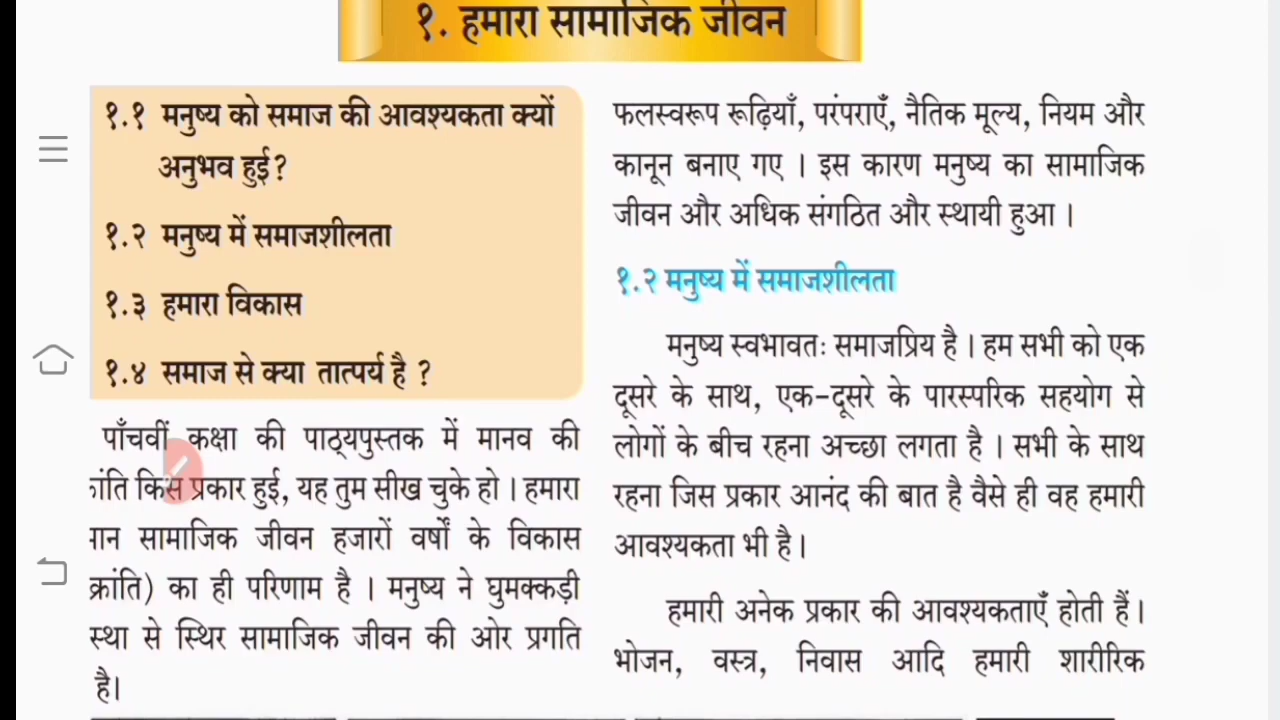 १. हमारा सामाजिक जीवन
१.१ मनुष्य को समाज की आवश्यकता क्यों
अनुभव हुई?
१.२ मनुष्य में समाजशीलता
१.३ हमारा विकास
१.४ समाज से क्या तात्पर्य है ?
पाँचवीं कक्षा की पाठ्यपुस्तक में मानव की
किस प्रकार हुई, यह तुम सीख चुके हो । हमारा
सामाजिक जीवन हजारों वर्षों के विकास
क्रांति) का ही परिणाम है । मनुष्य ने घुमक्कड़ी
से स्थिर सामाजिक जीवन की ओर प्रगति
है।
फलस्वरूप रूढ़ियाँ, परंपराएँ, नैतिक मूल्य, नियम और
कानून बनाए गए । इस कारण मनुष्य का सामाजिक
जीवन और अधिक संगठित और स्थायी हुआ ।
१.२ मनुष्य में समाजशीलता
मनुष्य स्वभावतः समाजप्रिय है । हम सभी को एक
दूसरे के साथ, एक-दूसरे के पारस्परिक सहयोग से
लोगों के बीच रहना अच्छा लगता है । सभी के साथ
रहना जिस प्रकार आनंद की बात है वैसे ही वह हमारी
आवश्यकता भी है।
हमारी अनेक प्रकार की आवश्यकताएँ होती हैं।
भोजन, वस्त्र, निवास आदि हमारी शारीरिक